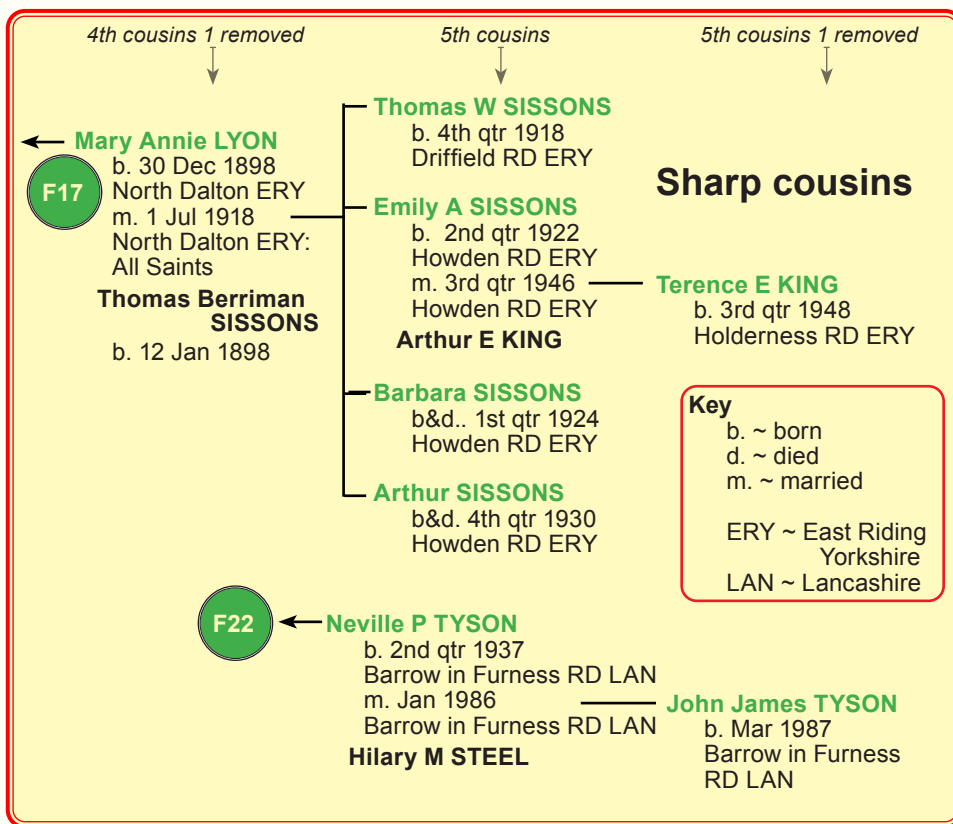 4th cousins 1 removed
5th cousins
5th cousins 1 removed
Sharp cousins
F17
Mary Annie LYON
b. 30 Dec 1898
North Dalton ERY
m. 1 Jul 1918
North Dalton ERY:
All Saints
Thomas Berriman
SISSONS
b. 12 Jan 1898
Thomas W SISSONS
b. 4th qtr 1918
Driffield RD ERY
Emily A SISSONS
b. 2nd qtr 1922
Howden RD ERY
m. 3rd qtr 1946
Howden RD ERY
Arthur E KING
Terence E KING
b. 3rd qtr 1948
Holderness RD ERY
Barbara SISSONS
b&d.. 1st qtr 1924
Howden RD ERY
Arthur SISSONS
b&d. 4th qtr 1930
Howden RD ERY
Key
b. ~ born
d. ~ died
m. ~ married
ERY ~ East Riding
Yorkshire
LAN ~ Lancashire
F22
Neville P TYSON
b. 2nd qtr 1937
Barrow in Furness RD LAN
m. Jan 1986
Barrow in Furness RD LAN
Hilary M STEEL
John James TYSON
b. Mar 1987
Barrow in Furness
RD LAN